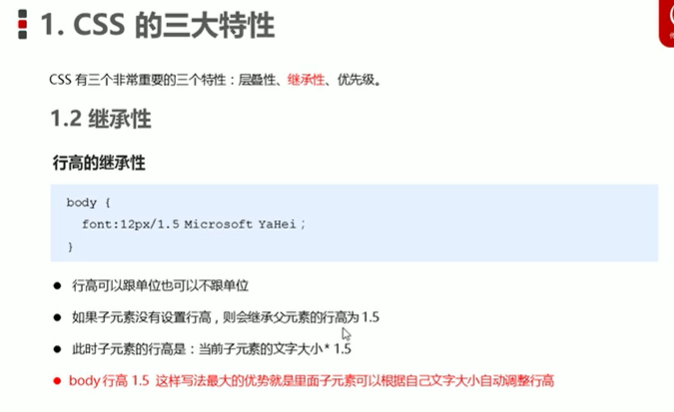 1. CSS 的三大特性
CSS 有三个非常重要的三个特性：层叠性、继承性、优先级。
1.2 继承性
行高的继承性
body {
font:12px/1.5 Microsoft YaHei；
}
● 行高可以跟单位也可以不跟单位
● 如果子元素没有设置行高，则会继承父元素的行高为 1.5
● 此时子元素的行高是：当前子元素的文字大小* 1.5
● body 行高 1.5 这样写法最大的优势就是里面子元素可以根据自己文字大小自动调整行高